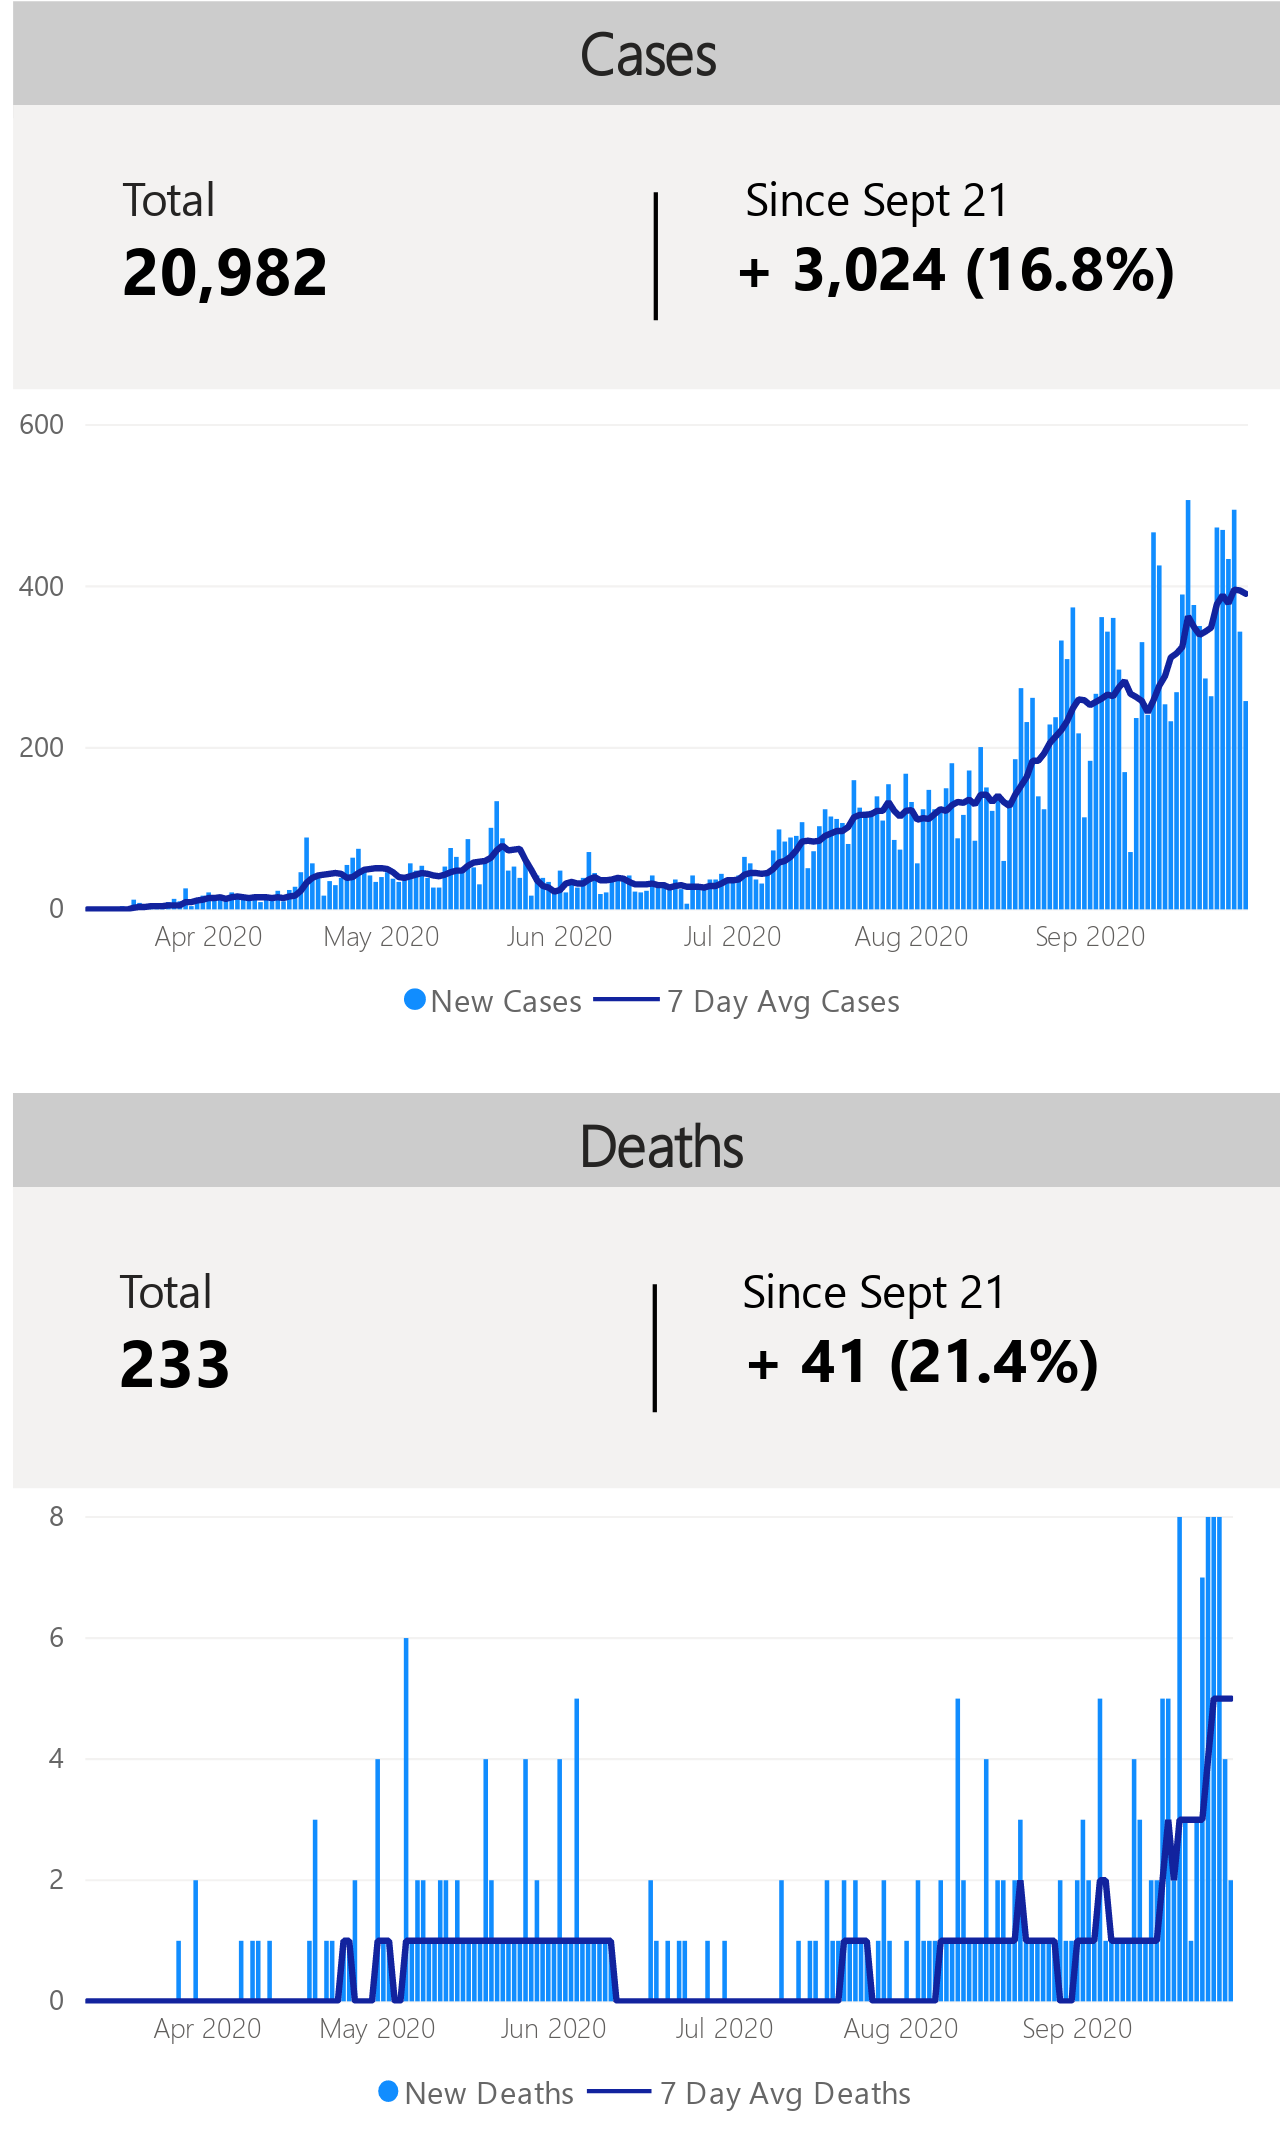 Cases
Total
Since Sept 21
20,982
+ 3,024 (16.8%)
600
400
200
0
Apr 2020 May 2020 Jun 2020 Jul 2020 Aug 2020 Sep 2020
New Cases 7 Day Avg Cases
Deaths
Total
Since Sept 21
233
+ 41 (21.4%)
8
6
4
2
0
Apr 2020 May 2020 Jun 2020 Jul 2020 Aug 2020 Sep 2020
New Deaths 7 Day Avg Deaths